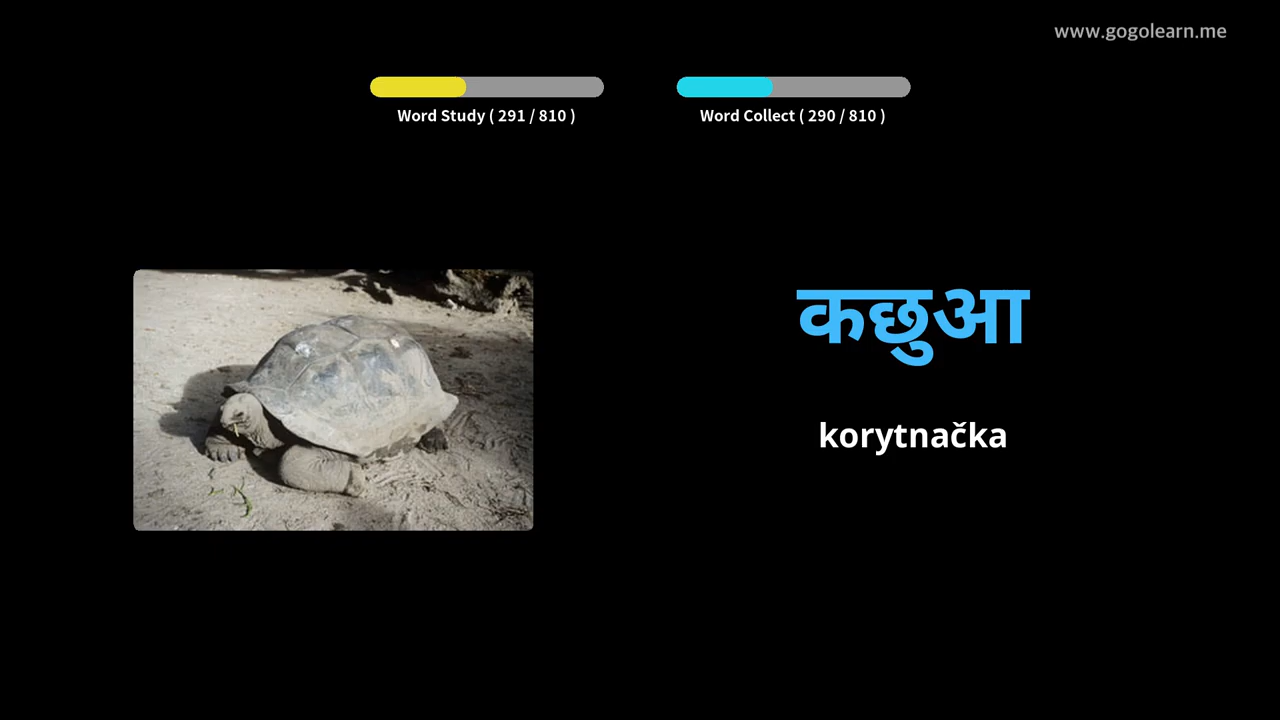 www.gogolearn.me
Word Study ( 291 / 810 )
Word Collect ( 290 / 810 )
कछुआ
korytnačka